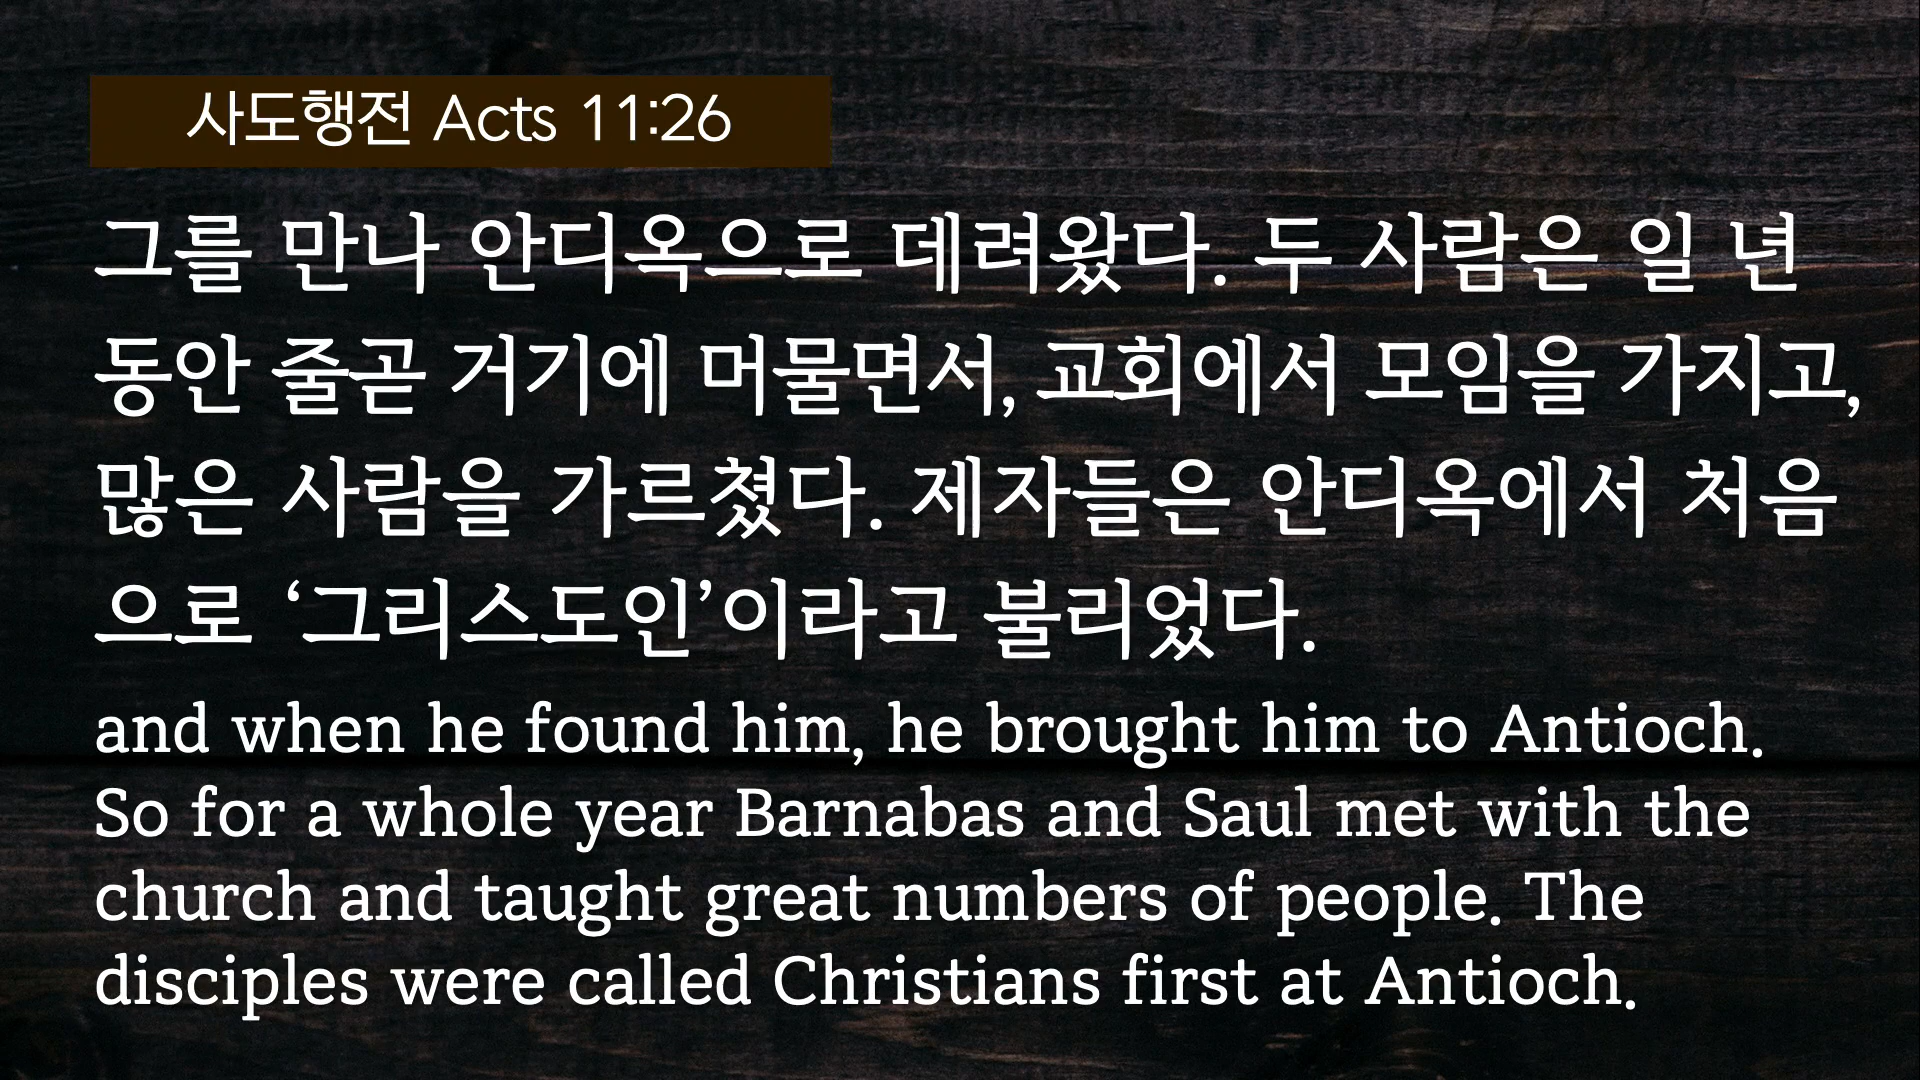 사도행전 Acts 11:26
그를 만나 안디옥으로 데려왔다. 두 사람은 일 년
동안 줄곧 거기에 머물면서, 교회에서 모임을 가지고,
많은 사람을 가르쳤다. 제자들은 안디옥에서 처음
으로 ‘그리스도인’이라고 불리었다.
and when he found him, he brought him to Antioch.
So for a whole year Barnabas and Saul met with the
church and taught great numbers of people. The
disciples were called Christians first at Antioch.